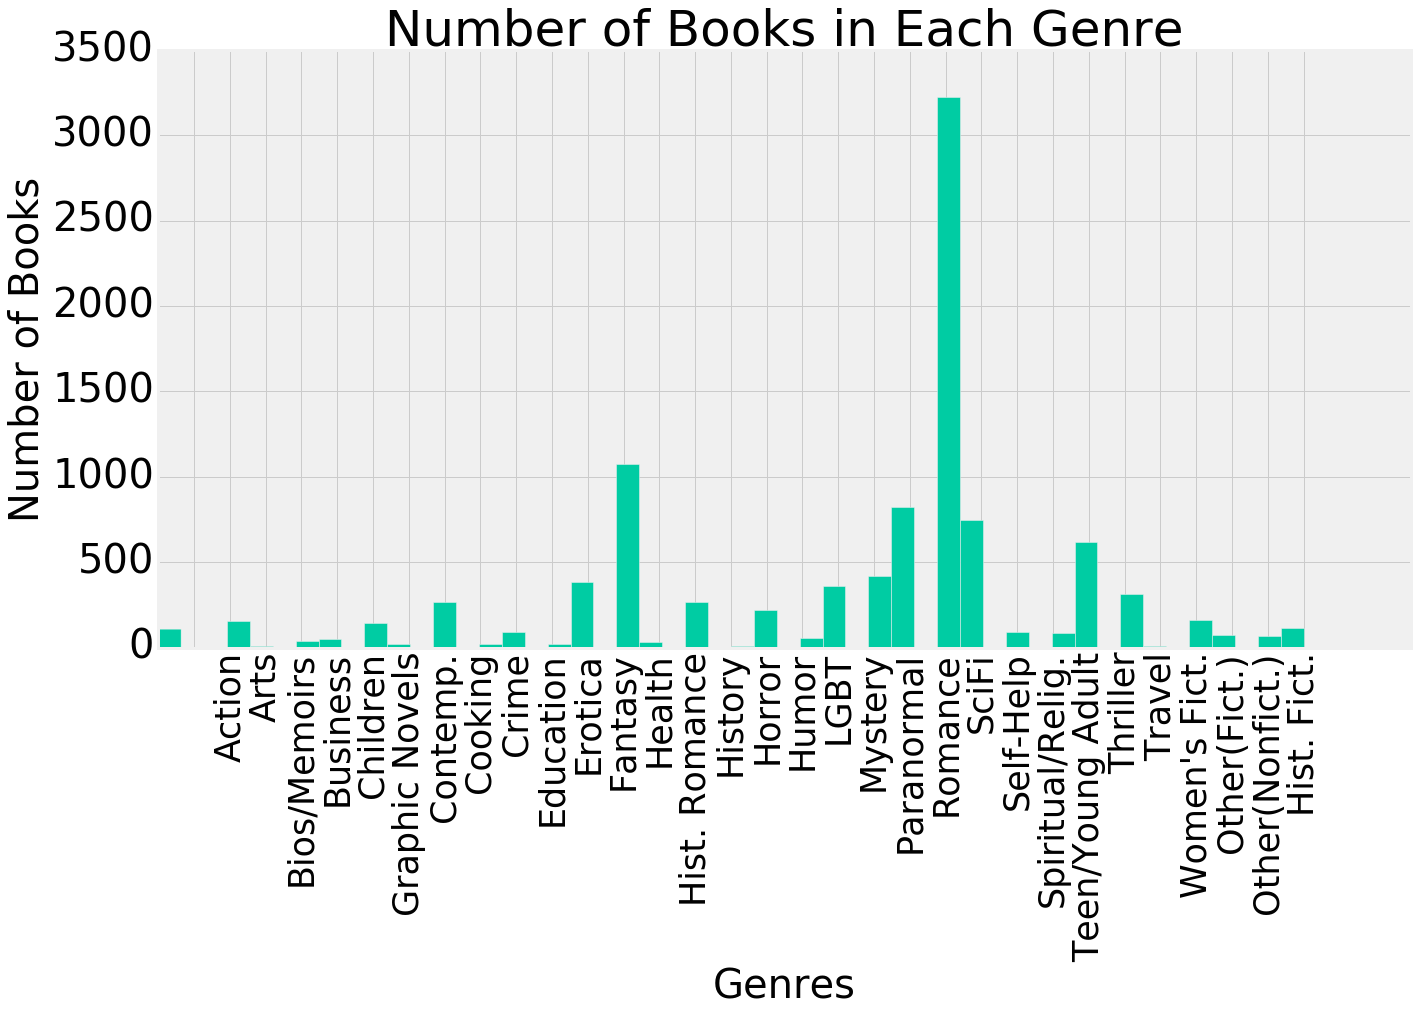 Number of Books in Each Genre
Number of Books
3500
3000
2500
2000
1500
1000
500
0
Action
Arts
Bios/Memoirs
Business
Children
Graphic Novels
Contemp.
Cooking
Crime
Education
Erotica
Fantasy
Health
Hist. Romance
History
Horror
Humor
LGBT
Mystery
Paranormal
Romance
SciFi
Self-Help
Spiritual/Relig.
Teen/Young Adult
Thriller
Travel
Women's Fict.
Other(Fict.)
Other(Nonfict.)
Hist. Fict.
Genres